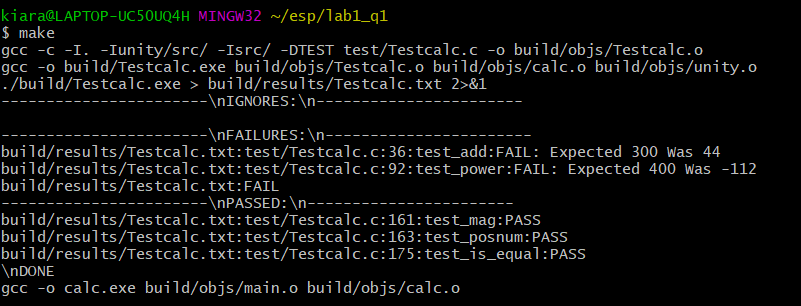 kiara@LAPTOP-UC50UQ4H MINGW32 ~/esp/lab1_q1
$ make
gcc -c -I. -Iunity/src/ -Isrc/ -DTEST test/Testcalc.c -o build/objs/Testcalc.o
gcc -o build/Testcalc.exe build/objs/Testcalc.o build/objs/calc.o build/objs/unity.o
./build/Testcalc.exe > build/results/Testcalc.txt 2>&1
-----------------------\nIGNORES:\n-----------------------
-----------------------\nFAILURES:\n-----------------------
build/results/Testcalc.txt:test/Testcalc.c:36:test_add:FAIL: Expected 300 Was 44
build/results/Testcalc.txt:test/Testcalc.c:92:test_power:FAIL: Expected 400 Was -112
build/results/Testcalc.txt:FAIL
-----------------------\nPASSED:\n-----------------------
build/results/Testcalc.txt:test/Testcalc.c:161:test_mag:PASS
build/results/Testcalc.txt:test/Testcalc.c:163:test_posnum:PASS
build/results/Testcalc.txt:test/Testcalc.c:175:test_is_equal:PASS
\nDONE
gcc -o calc.exe build/objs/main.o build/objs/calc.o